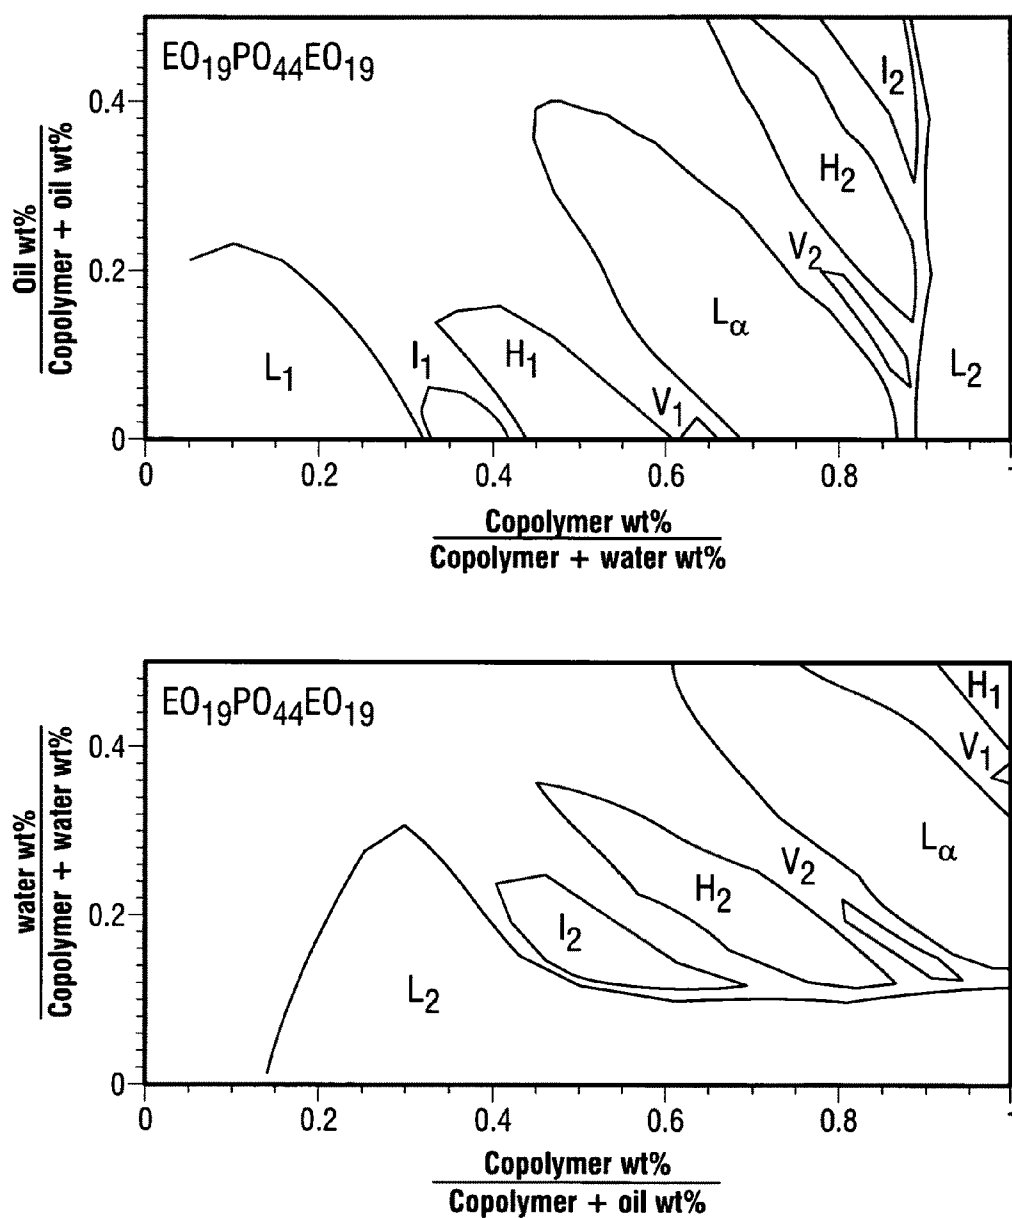 EO19PO44EO19
Oil wt%
Copolymer + oil wt%
0.4
0.2
0
I2
H2
V2
Lα
L1
I1
H1
V1
L2
0 0.2 0.4 0.6 0.8 1
Copolymer wt%
Copolymer + water wt%
EO19PO44EO19
water wt%
Copolymer + water wt%
0.4
0.2
0
H1
V1
Lα
V2
H2
I2
L2
0 0.2 0.4 0.6 0.8 1
Copolymer wt%
Copolymer + oil wt%